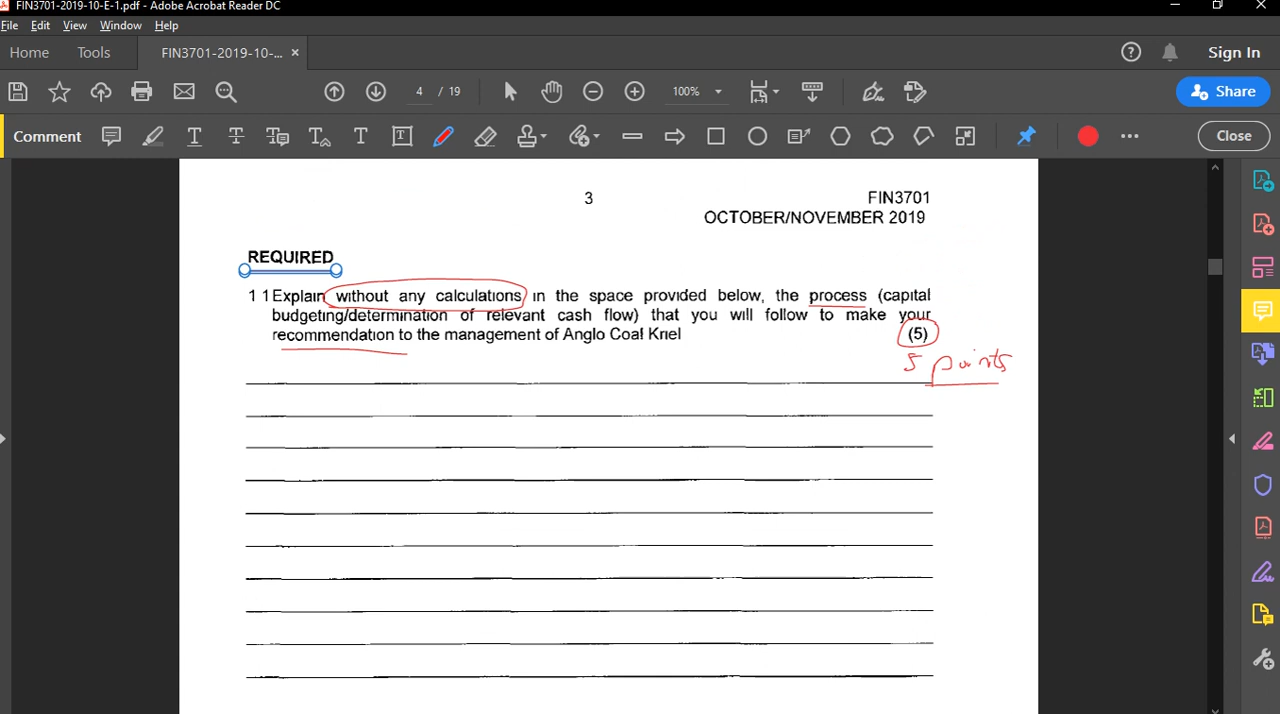 FIN3701-2019-10-E-1.pdf - Adobe Acrobat Reader DC
File Edit View Window Help
Home Tools FIN3701-2019-10-... × Sign In
4 / 19 100% Share
Comment Close
3 FIN3701
OCTOBER/NOVEMBER 2019
REQUIRED
1 1 Explain without any calculations in the space provided below, the process (capital
budgeting/determination of relevant cash flow) that you will follow to make your
recommendation to the management of Anglo Coal Kriel (5)
5 points